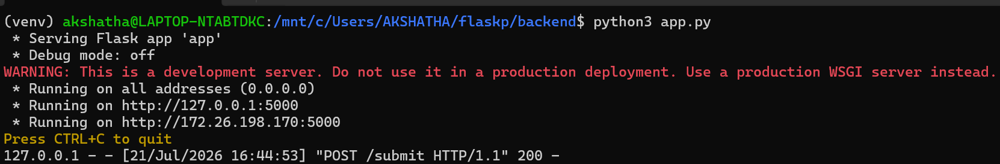 (venv) akshatha@LAPTOP-NTABTDKC:/mnt/c/Users/AKSHATHA/flaskp/backend$ python3 app.py
 * Serving Flask app 'app'
 * Debug mode: off
WARNING: This is a development server. Do not use it in a production deployment. Use a production WSGI server instead.
 * Running on all addresses (0.0.0.0)
 * Running on http://127.0.0.1:5000
 * Running on http://172.26.198.170:5000
Press CTRL+C to quit
127.0.0.1 - - [21/Jul/2026 16:44:53] "POST /submit HTTP/1.1" 200 -